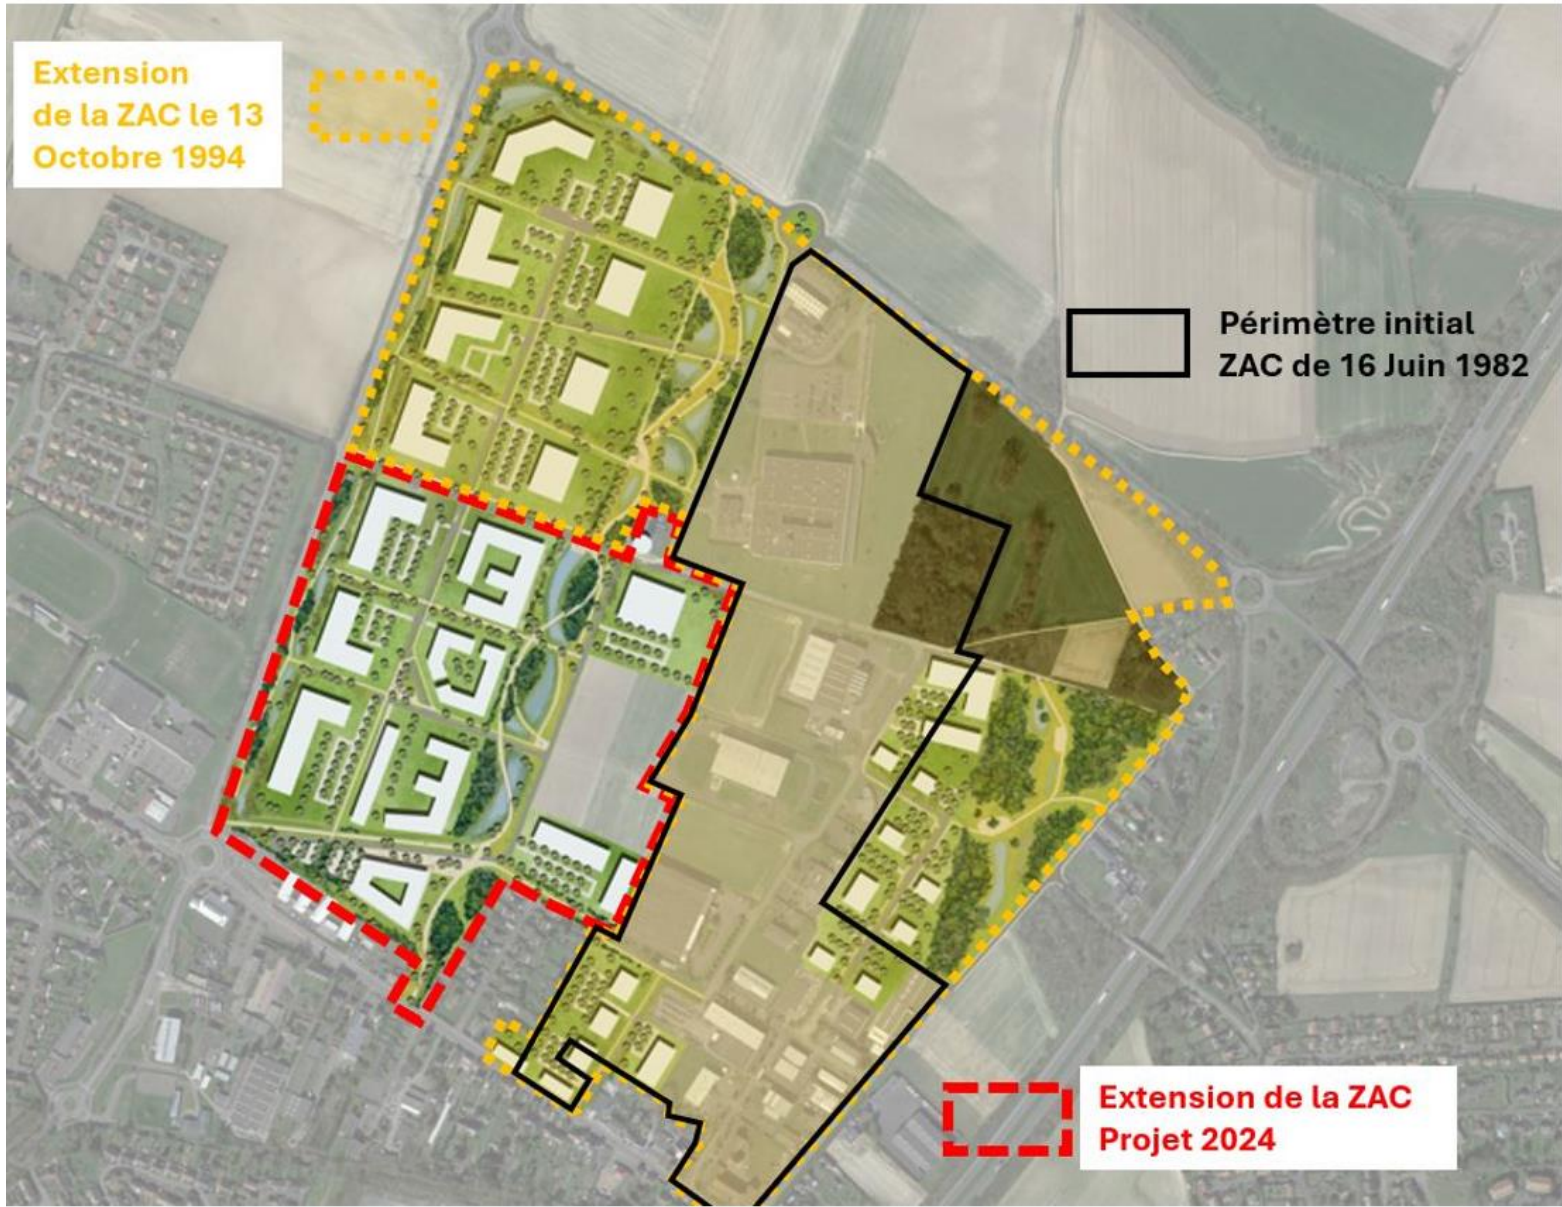 Extension
de la ZAC le 13
Octobre 1994
Périmètre initial
ZAC de 16 Juin 1982
Extension de la ZAC
Projet 2024